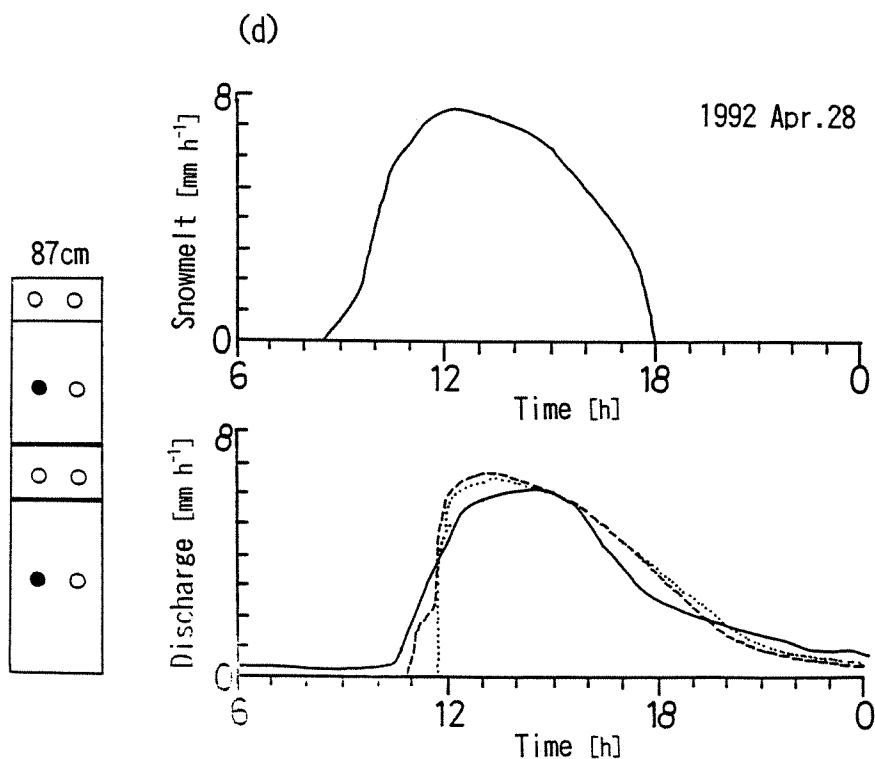 (d)
1992 Apr.28
8
Snowmelt [mm h⁻¹]
0
6
12
18
0
Time [h]
87cm
8
Discharge [mm h⁻¹]
0
6
12
18
0
Time [h]